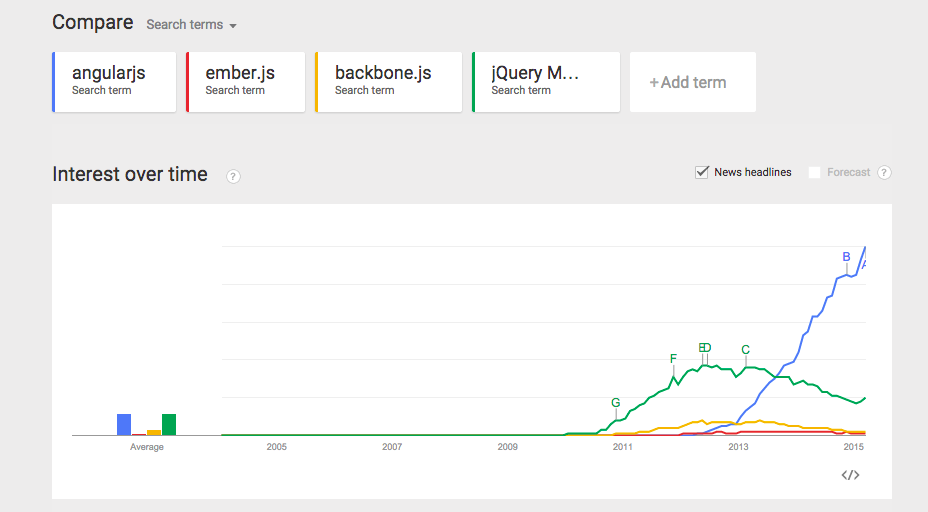 Compare Search terms
angularjs ember.js backbone.js jQuery M... + Add term
Search term Search term Search term Search term
Interest over time ? News headlines Forecast ?
B
A
F E D C
G
Average 2005 2007 2009 2011 2013 2015
</>